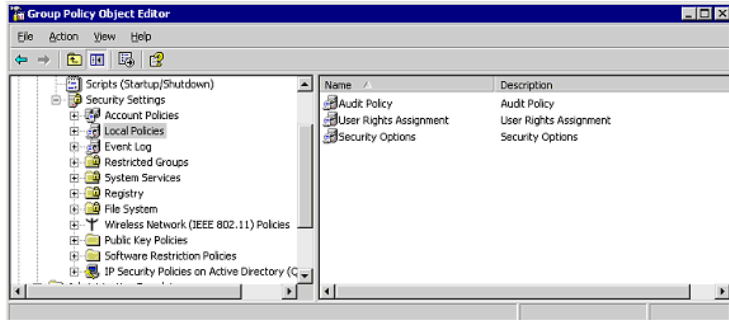 Group Policy Object Editor
File Action View Help
Scripts (Startup/Shutdown)
Security Settings
Account Policies
Local Policies
Event Log
Restricted Groups
System Services
Registry
File System
Wireless Network (IEEE 802.11) Policies
Public Key Policies
Software Restriction Policies
IP Security Policies on Active Directory (C
Name Description
Audit Policy Audit Policy
User Rights Assignment User Rights Assignment
Security Options Security Options